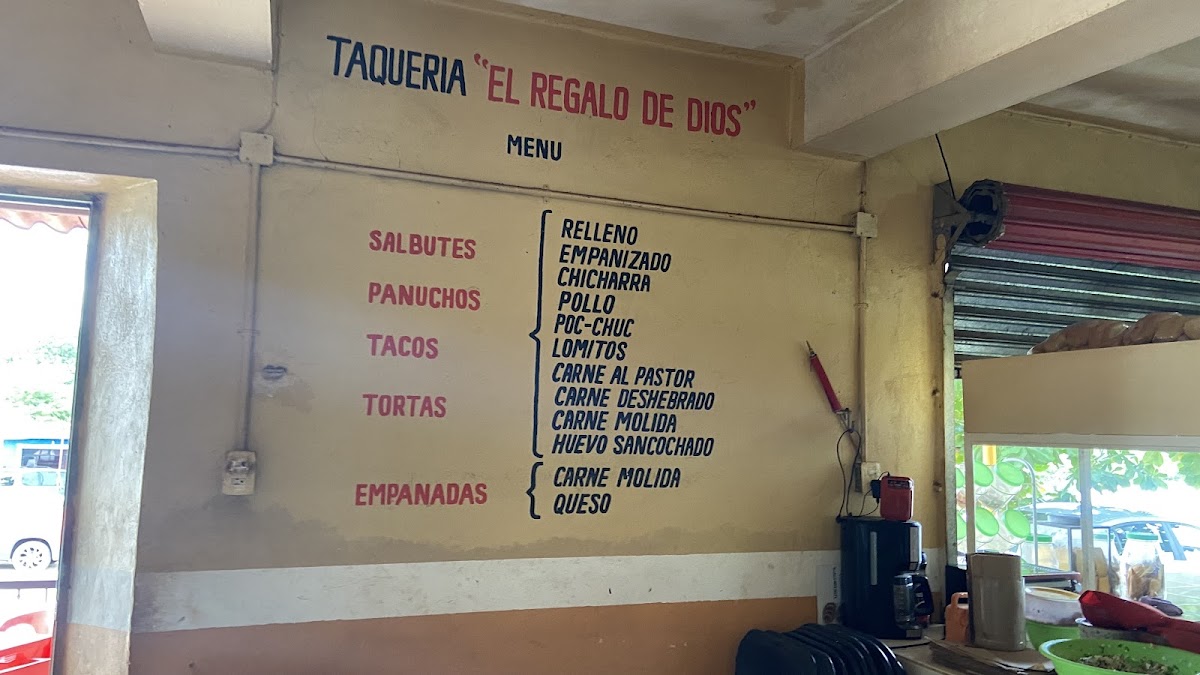 TAQUERIA "EL REGALO DE DIOS"
MENU
SALBUTES
PANUCHOS
TACOS
TORTAS
RELLENO
EMPANIZADO
CHICHARRA
POLLO
POC-CHUC
LOMITOS
CARNE AL PASTOR
CARNE DESHEBRADO
CARNE MOLIDA
HUEVO SANCOCHADO
EMPANADAS
CARNE MOLIDA
QUESO